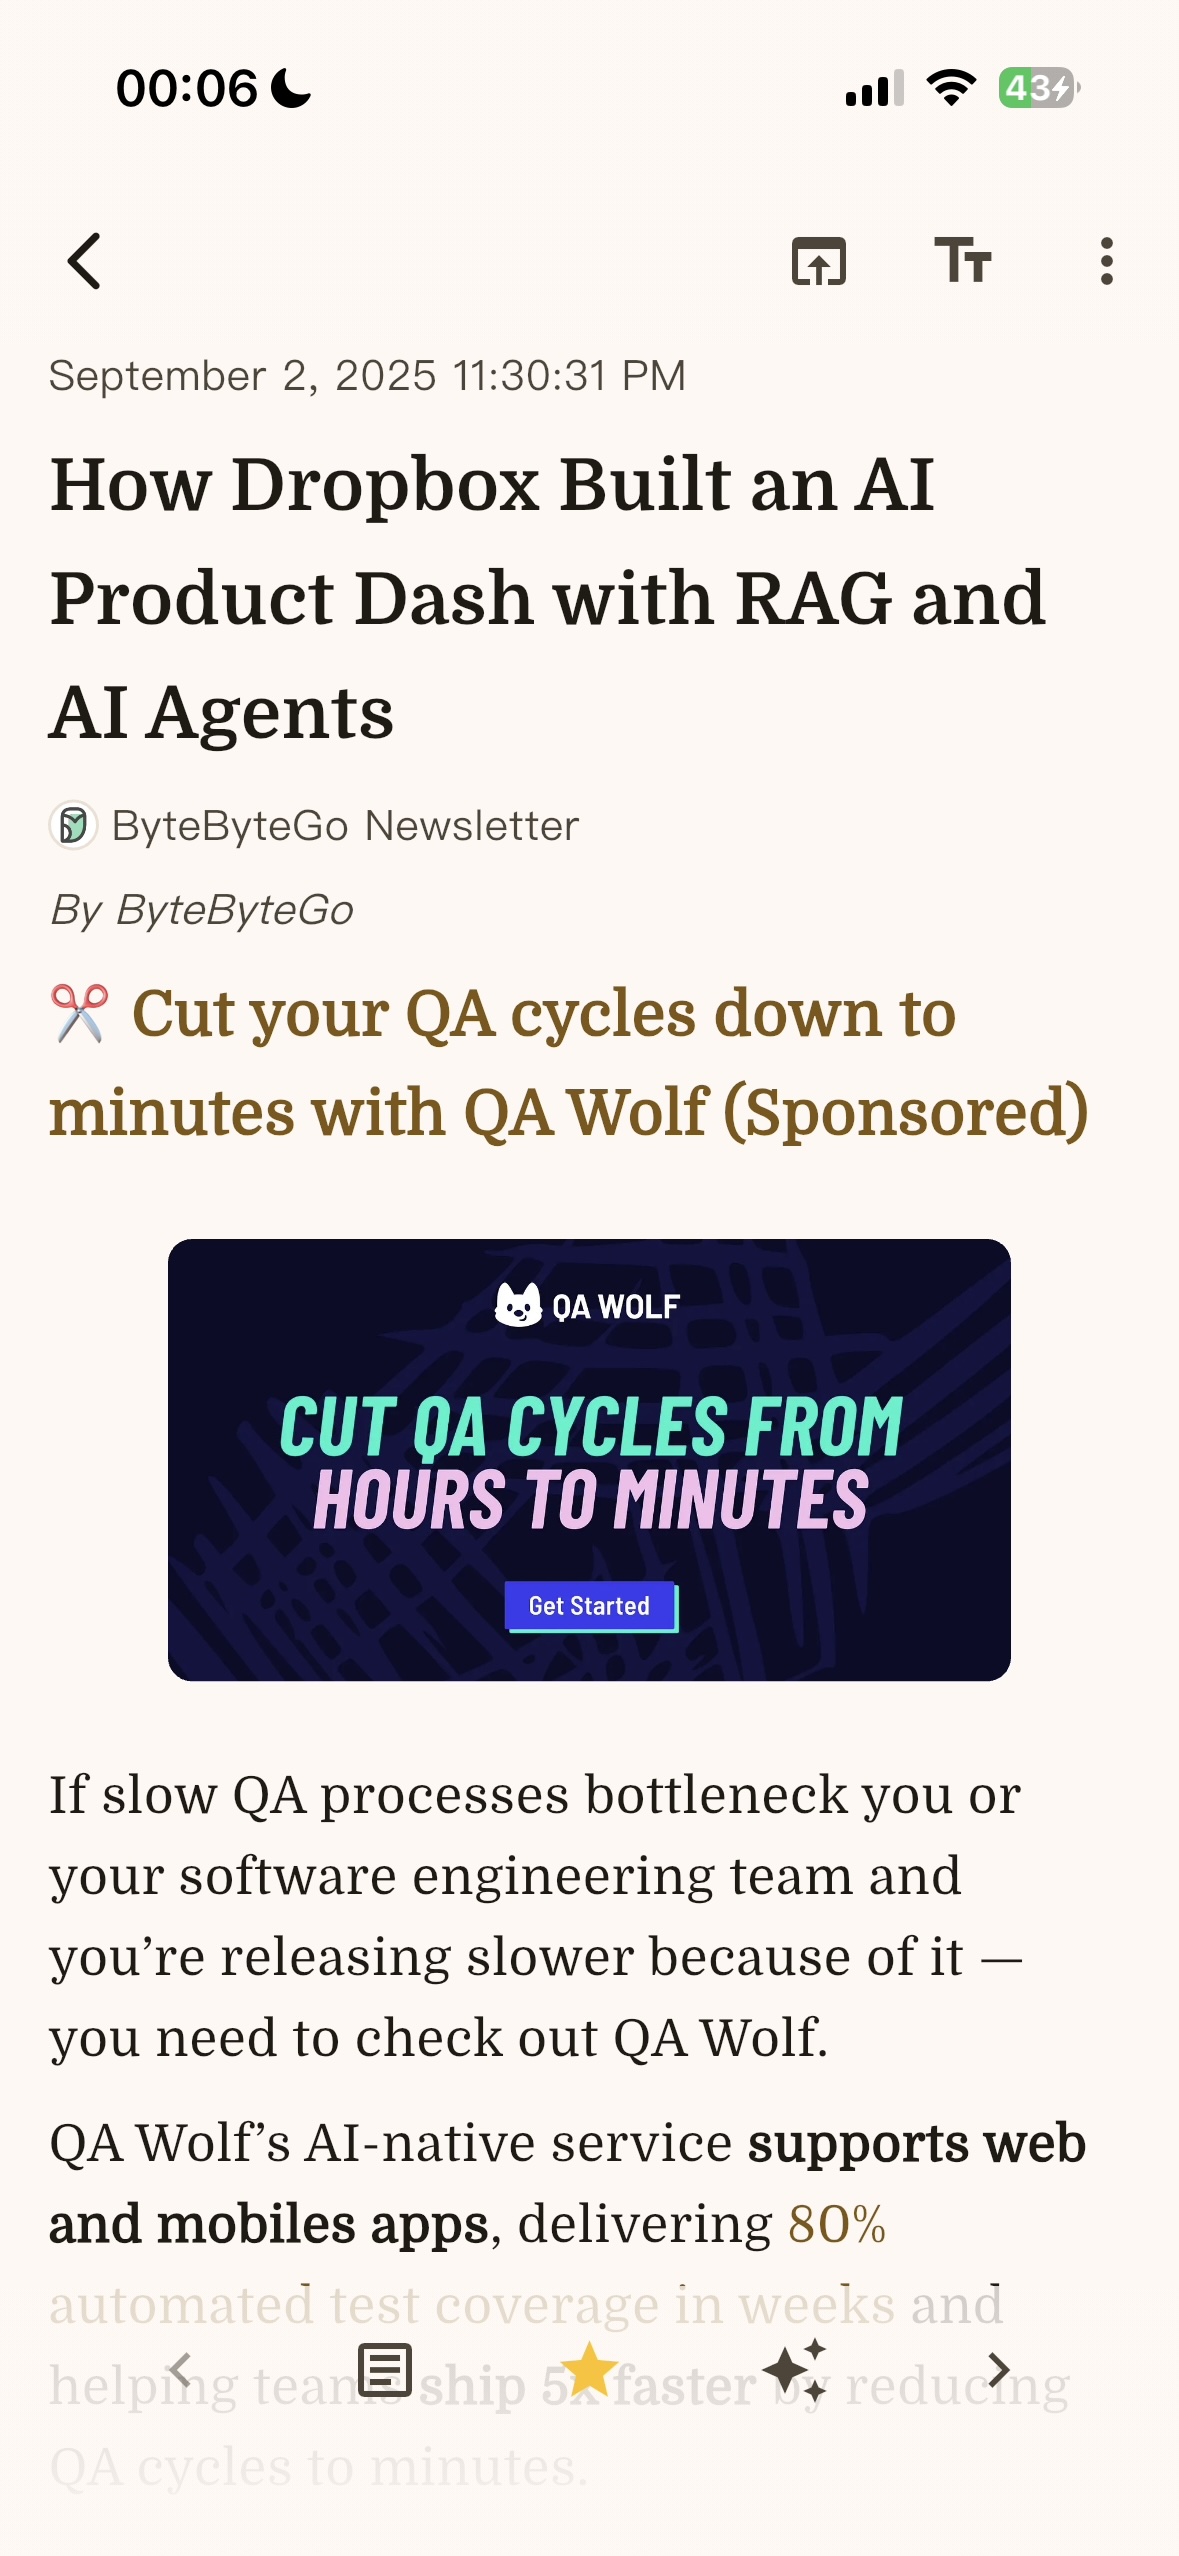 00:06
43
September 2, 2025 11:30:31 PM
How Dropbox Built an AI
Product Dash with RAG and
AI Agents
ByteByteGo Newsletter
By ByteByteGo
✂️ Cut your QA cycles down to
minutes with QA Wolf (Sponsored)
QA WOLF
CUT QA CYCLES FROM
HOURS TO MINUTES
Get Started
If slow QA processes bottleneck you or
your software engineering team and
you’re releasing slower because of it —
you need to check out QA Wolf.
QA Wolf’s AI-native service supports web
and mobiles apps, delivering 80%
automated test coverage in weeks and
helping teams ship 5x faster by reducing
QA cycles to minutes.